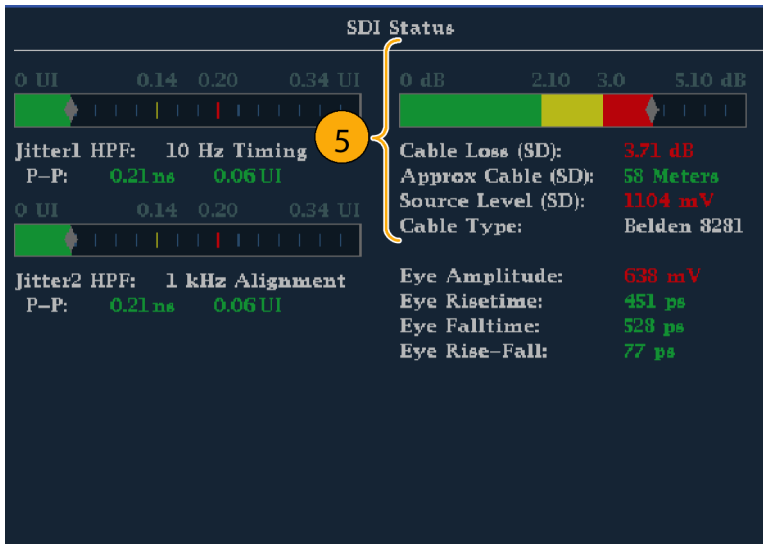 SDI Status
0 UI 0.14 0.20 0.34 UI
Jitter1 HPF: 10 Hz Timing
P-P: 0.21 ns 0.06 UI
0 UI 0.14 0.20 0.34 UI
Jitter2 HPF: 1 kHz Alignment
P-P: 0.21 ns 0.06 UI
5
0 dB 2.10 3.0 5.10 dB
Cable Loss (SD): 3.71 dB
Approx Cable (SD): 58 Meters
Source Level (SD): 1104 mV
Cable Type: Belden 8281
Eye Amplitude: 638 mV
Eye Risetime: 451 ps
Eye Falltime: 528 ps
Eye Rise-Fall: 77 ps